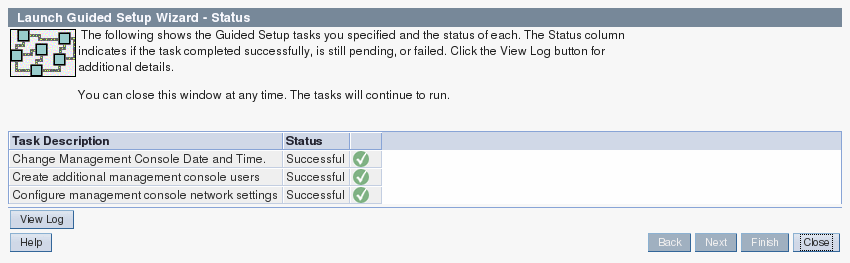 Launch Guided Setup Wizard - Status
The following shows the Guided Setup tasks you specified and the status of each. The Status column
indicates if the task completed successfully, is still pending, or failed. Click the View Log button for
additional details.
You can close this window at any time. The tasks will continue to run.
Task Description Status
Change Management Console Date and Time. Successful
Create additional management console users Successful
Configure management console network settings Successful
View Log
Help Back Next Finish Close